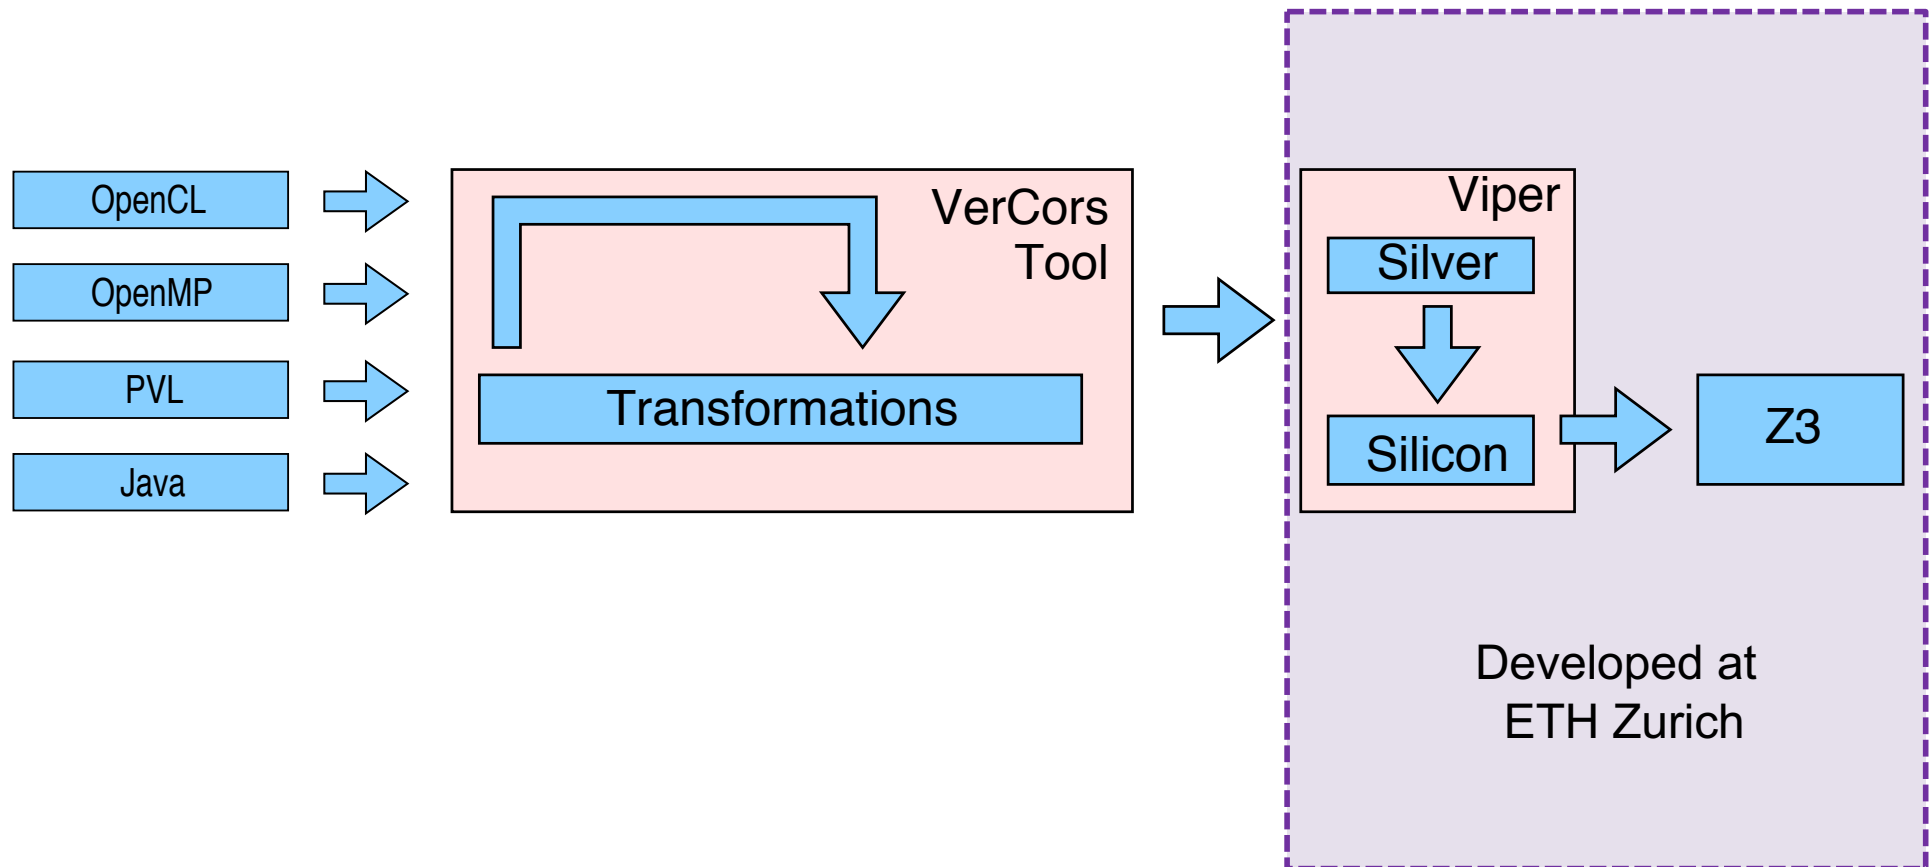 OpenCL
OpenMP
PVL
Java
VerCors
Tool
Transformations
Viper
Silver
Silicon
Z3
Developed at
ETH Zurich